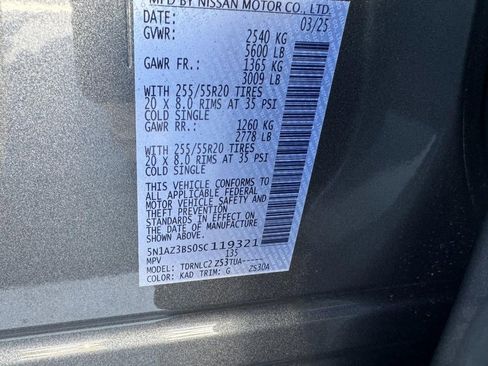 MFD BY NISSAN MOTOR CO., LTD.
DATE: 03/25
GVWR: 2540 KG
5600 LB
GAWR FR.: 1365 KG
3009 LB
WITH 255/55R20 TIRES
20 X 8.0 RIMS AT 35 PSI
COLD SINGLE
GAWR RR.: 1260 KG
2778 LB
WITH 255/55R20 TIRES
20 X 8.0 RIMS AT 35 PSI
COLD SINGLE
THIS VEHICLE CONFORMS TO
ALL APPLICABLE FEDERAL
MOTOR VEHICLE SAFETY
AND THEFT PREVENTION
STANDARDS IN EFFECT ON
THE DATE OF MANUFACTURE
SHOWN ABOVE.
5N1AZ3BS0SC119321
MPV 135
MODEL: TDRNLC2 Z53TUA-----
COLOR: KAD TRIM: G Z53DA